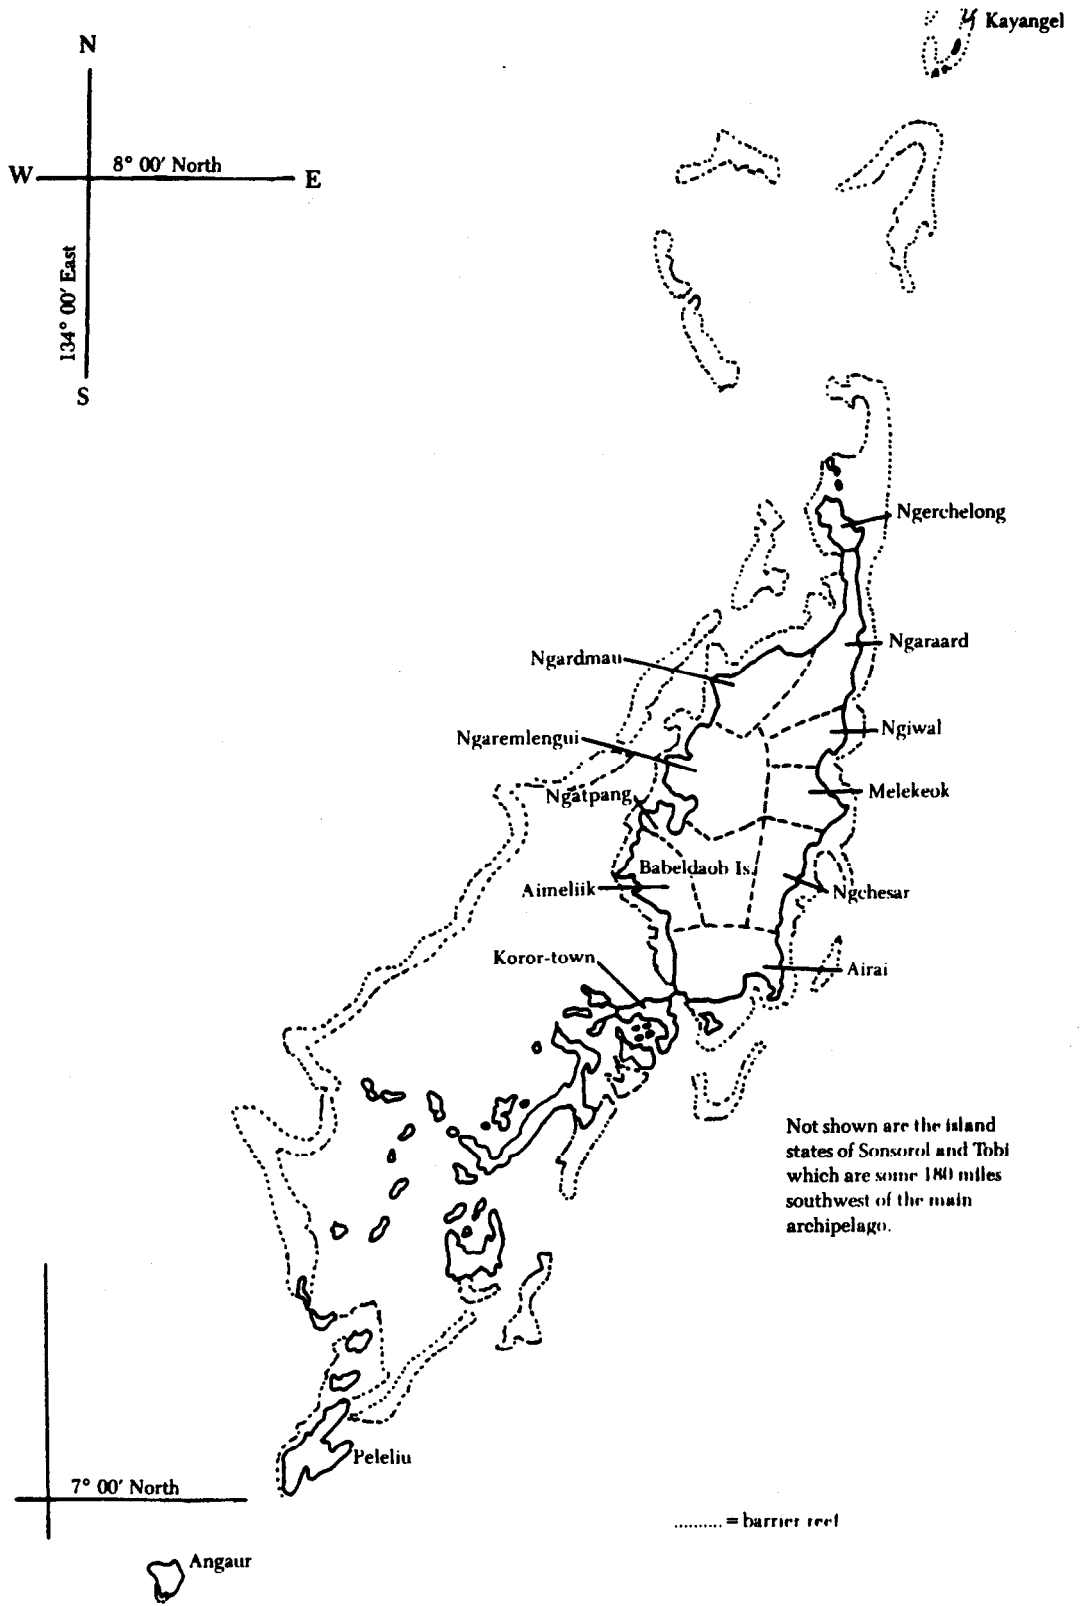 Kayangel
N
8° 00' North
W
E
134° 00' East
S
Ngerchelong
Ngaraard
Ngardmau
Ngiwal
Ngaremlengui
Melekeok
Ngatpang
Babeldaob Is.
Aimeliik
Ngchesar
Koror-town
Airai
Not shown are the island
states of Sonsorol and Tobi
which are some 180 miles
southwest of the main
archipelago.
Peleliu
7° 00' North
.......... = barrier reef
Angaur